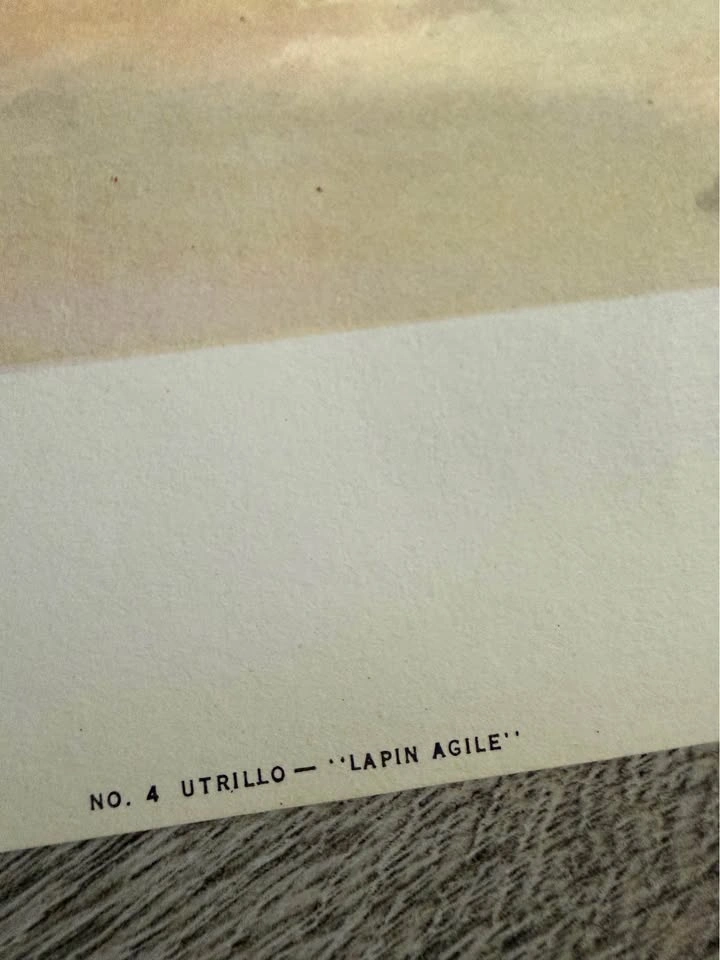 NO. 4 UTRILLO — "LAPIN AGILE"